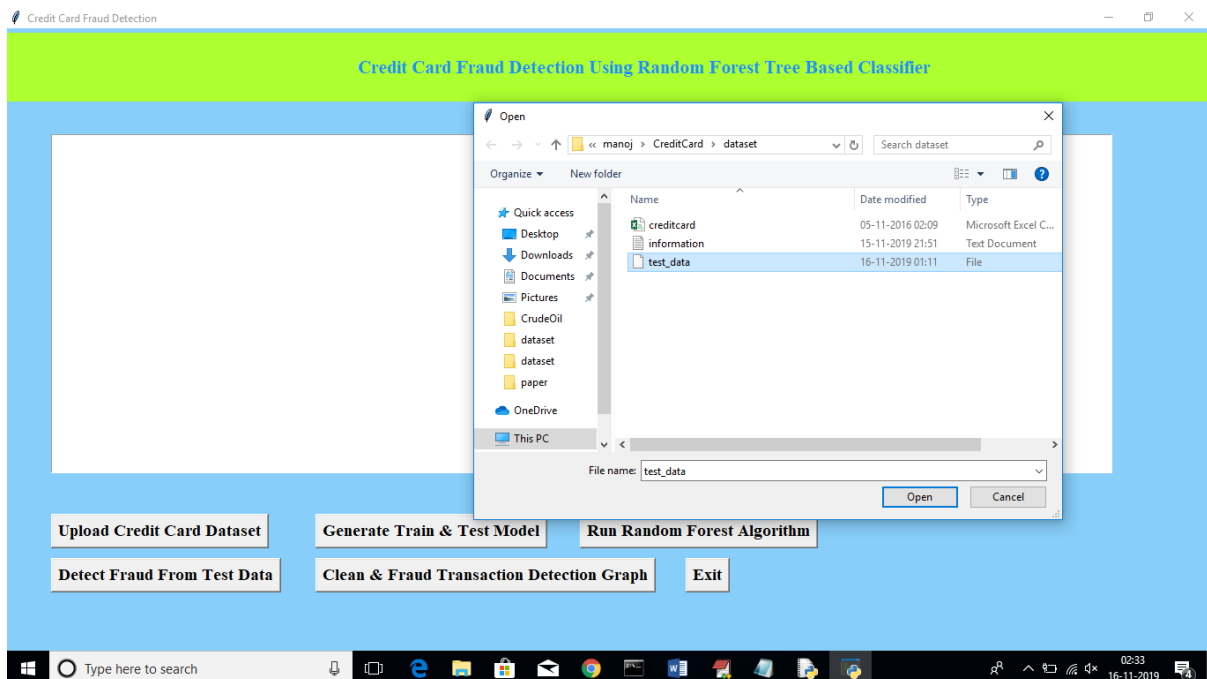 Credit Card Fraud Detection
Credit Card Fraud Detection Using Random Forest Tree Based Classifier
Open
« manoj › CreditCard › dataset
Search dataset
Organize
New folder
Name
Date modified
Type
Quick access
Desktop
Downloads
Documents
Pictures
CrudeOil
dataset
dataset
paper
OneDrive
This PC
creditcard 05-11-2016 02:09 Microsoft Excel C...
information 15-11-2019 21:51 Text Document
test_data 16-11-2019 01:11 File
File name: test_data
Open
Cancel
Upload Credit Card Dataset
Generate Train & Test Model
Run Random Forest Algorithm
Detect Fraud From Test Data
Clean & Fraud Transaction Detection Graph
Exit
Type here to search
02:33
16-11-2019
4